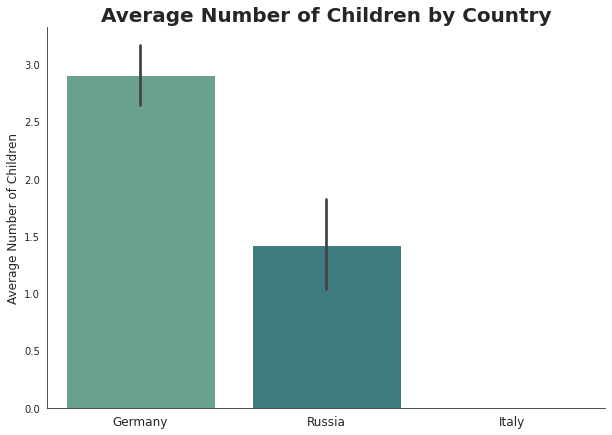 Average Number of Children by Country
Average Number of Children
3.0
2.5
2.0
1.5
1.0
0.5
0.0
Germany
Russia
Italy